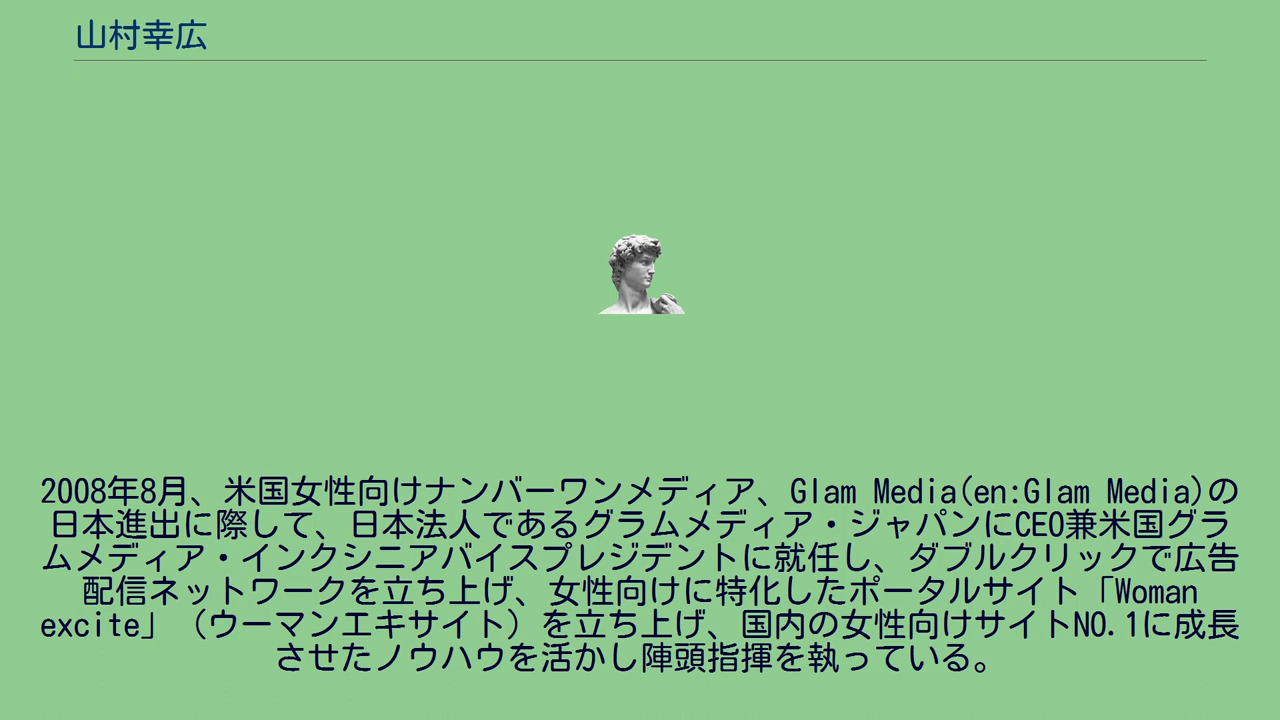 山村幸広
2008年8月、米国女性向けナンバーワンメディア、Glam Media(en:Glam Media)の
日本進出に際して、日本法人であるグラムメディア・ジャパンにCEO兼米国グラ
ムメディア・インクシニアバイスプレジデントに就任し、ダブルクリックで広告
配信ネットワークを立ち上げ、女性向けに特化したポータルサイト「Woman
excite」（ウーマンエキサイト）を立ち上げ、国内の女性向けサイトNO.1に成長
させたノウハウを活かし陣頭指揮を執っている。